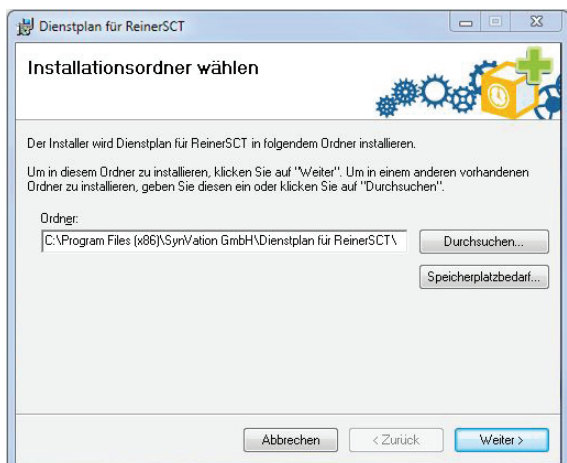 Dienstplan für ReinerSCT
Installationsordner wählen
Der Installer wird Dienstplan für ReinerSCT in folgendem Ordner installieren.
Um in diesem Ordner zu installieren, klicken Sie auf "Weiter". Um in einem anderen vorhandenen
Ordner zu installieren, geben Sie diesen ein oder klicken Sie auf "Durchsuchen".
Ordner:
C:\Program Files (x86)\SynVation GmbH\Dienstplan für ReinerSCT\
Durchsuchen...
Speicherplatzbedarf...
Abbrechen
< Zurück
Weiter >